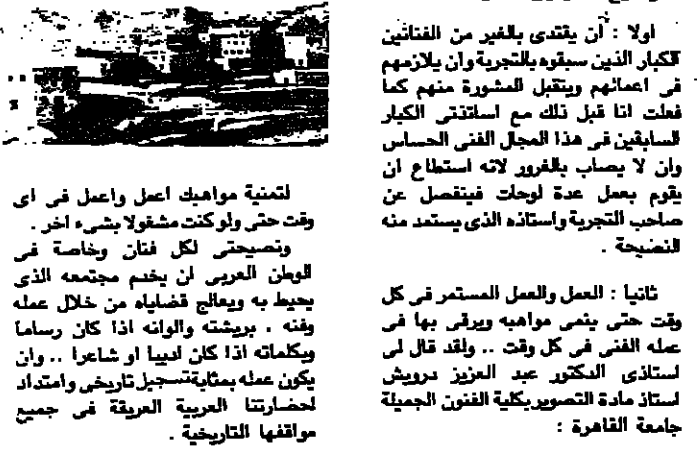 اولا : أن يقتدى بالغير من الفنانين
الكبار الذين سبقوه بالتجربة وان يلازمهم
فى اعمالهم ويتقبل المشورة منهم كما
فعلت انا قبل ذلك مع اساتذتى الكبار
السابقين فى هذا المجال الفنى الحساس
وان لا يصاب بالغرور لانه استطاع ان
يقوم بعمل عدة لوحات فينفصل عن
صاحب التجربة واستاذه الذى يستمد منه
النصيحة .
ثانيا : العمل والعمل المستمر فى كل
وقت حتى ينمى مواهبه ويرقى بها فى
عمله الفنى فى كل وقت .. ولقد قال لى
استاذى الدكتور عبد العزيز درويش
استاذ مادة التصوير بكلية الفنون الجميلة
جامعة القاهرة :
لتمنية مواهبك اعمل واعمل فى اى
وقت حتى ولو كنت مشغولا بشىء اخر .
ونصيحتى لكل فنان وخاصة فى
الوطن العربى ان يخدم مجتمعه الذى
يحيط به ويعالج قضاياه من خلال عمله
وفنه . بريشته والوانه اذا كان رساما
وبكلماته اذا كان اديبا او شاعرا .. وان
يكون عمله بمثابة تسجيل تاريخى وامتداد
لحضارتنا العربية العريقة فى جميع
مواقفها التاريخية .